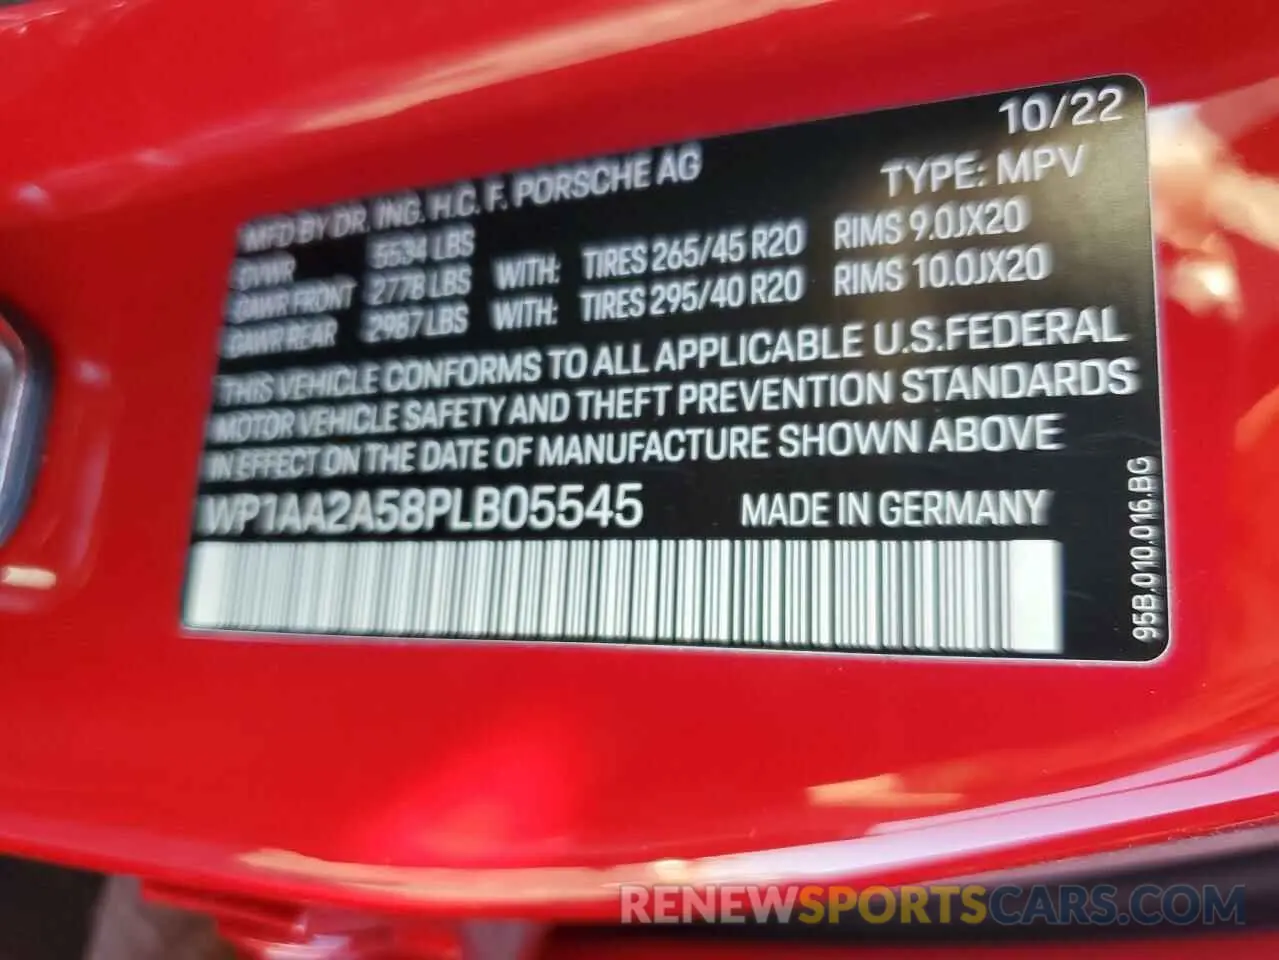 10/22
MFD BY DR. ING. H.C. F. PORSCHE AG TYPE: MPV
GVWR 5534 LBS
GAWR FRONT 2778 LBS WITH: TIRES 265/45 R20 RIMS 9.0JX20
GAWR REAR 2987 LBS WITH: TIRES 295/40 R20 RIMS 10.0JX20
THIS VEHICLE CONFORMS TO ALL APPLICABLE U.S.FEDERAL
MOTOR VEHICLE SAFETY AND THEFT PREVENTION STANDARDS
IN EFFECT ON THE DATE OF MANUFACTURE SHOWN ABOVE
WP1AA2A58PLB05545 MADE IN GERMANY
95B.010.016.BG
RENEWSPORTSCARS.COM